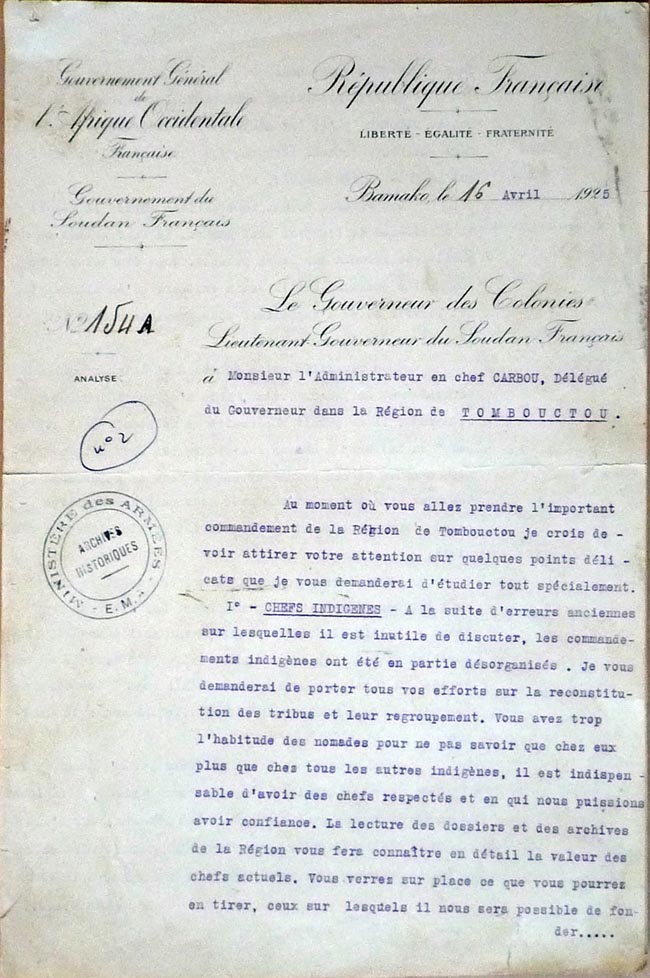 Gouvernement Général
de
l'Afrique Occidentale
Française
Gouvernement du
Soudan Français
République Française
LIBERTÉ - ÉGALITÉ - FRATERNITÉ
Bamako, le 16 Avril 1925
No 154 A
ANALYSE
no 2
Le Gouverneur des Colonies
Lieutenant-Gouverneur du Soudan Français
à Monsieur l'Administrateur en chef CARBOU, Délégué
du Gouverneur dans la Région de TOMBOUCTOU.
MINISTÈRE des ARMÉES
ARCHIVES
HISTORIQUES
- E.M.A -
Au moment où vous allez prendre l'important
commandement de la Région de Tombouctou je crois de -
voir attirer votre attention sur quelques points déli -
cats que je vous demanderai d'étudier tout spécialement.
I° - CHEFS INDIGENES - A la suite d'erreurs anciennes
sur lesquelles il est inutile de discuter, les commande-
ments indigènes ont été en partie désorganisés . Je vous
demanderai de porter tous vos efforts sur la reconstitu-
tion des tribus et leur regroupement. Vous avez trop
l'habitude des nomades pour ne pas savoir que chez eux
plus que chez tous les autres indigènes, il est indispen -
sable d'avoir des chefs respectés et en qui nous puissions
avoir confiance. La lecture des dossiers et des archives
de la Région vous fera connaître en détail la valeur des
chefs actuels. Vous verrez sur place ce que vous pourrez
en tirer, ceux sur lesquels il nous sera possible de fon-
der.....